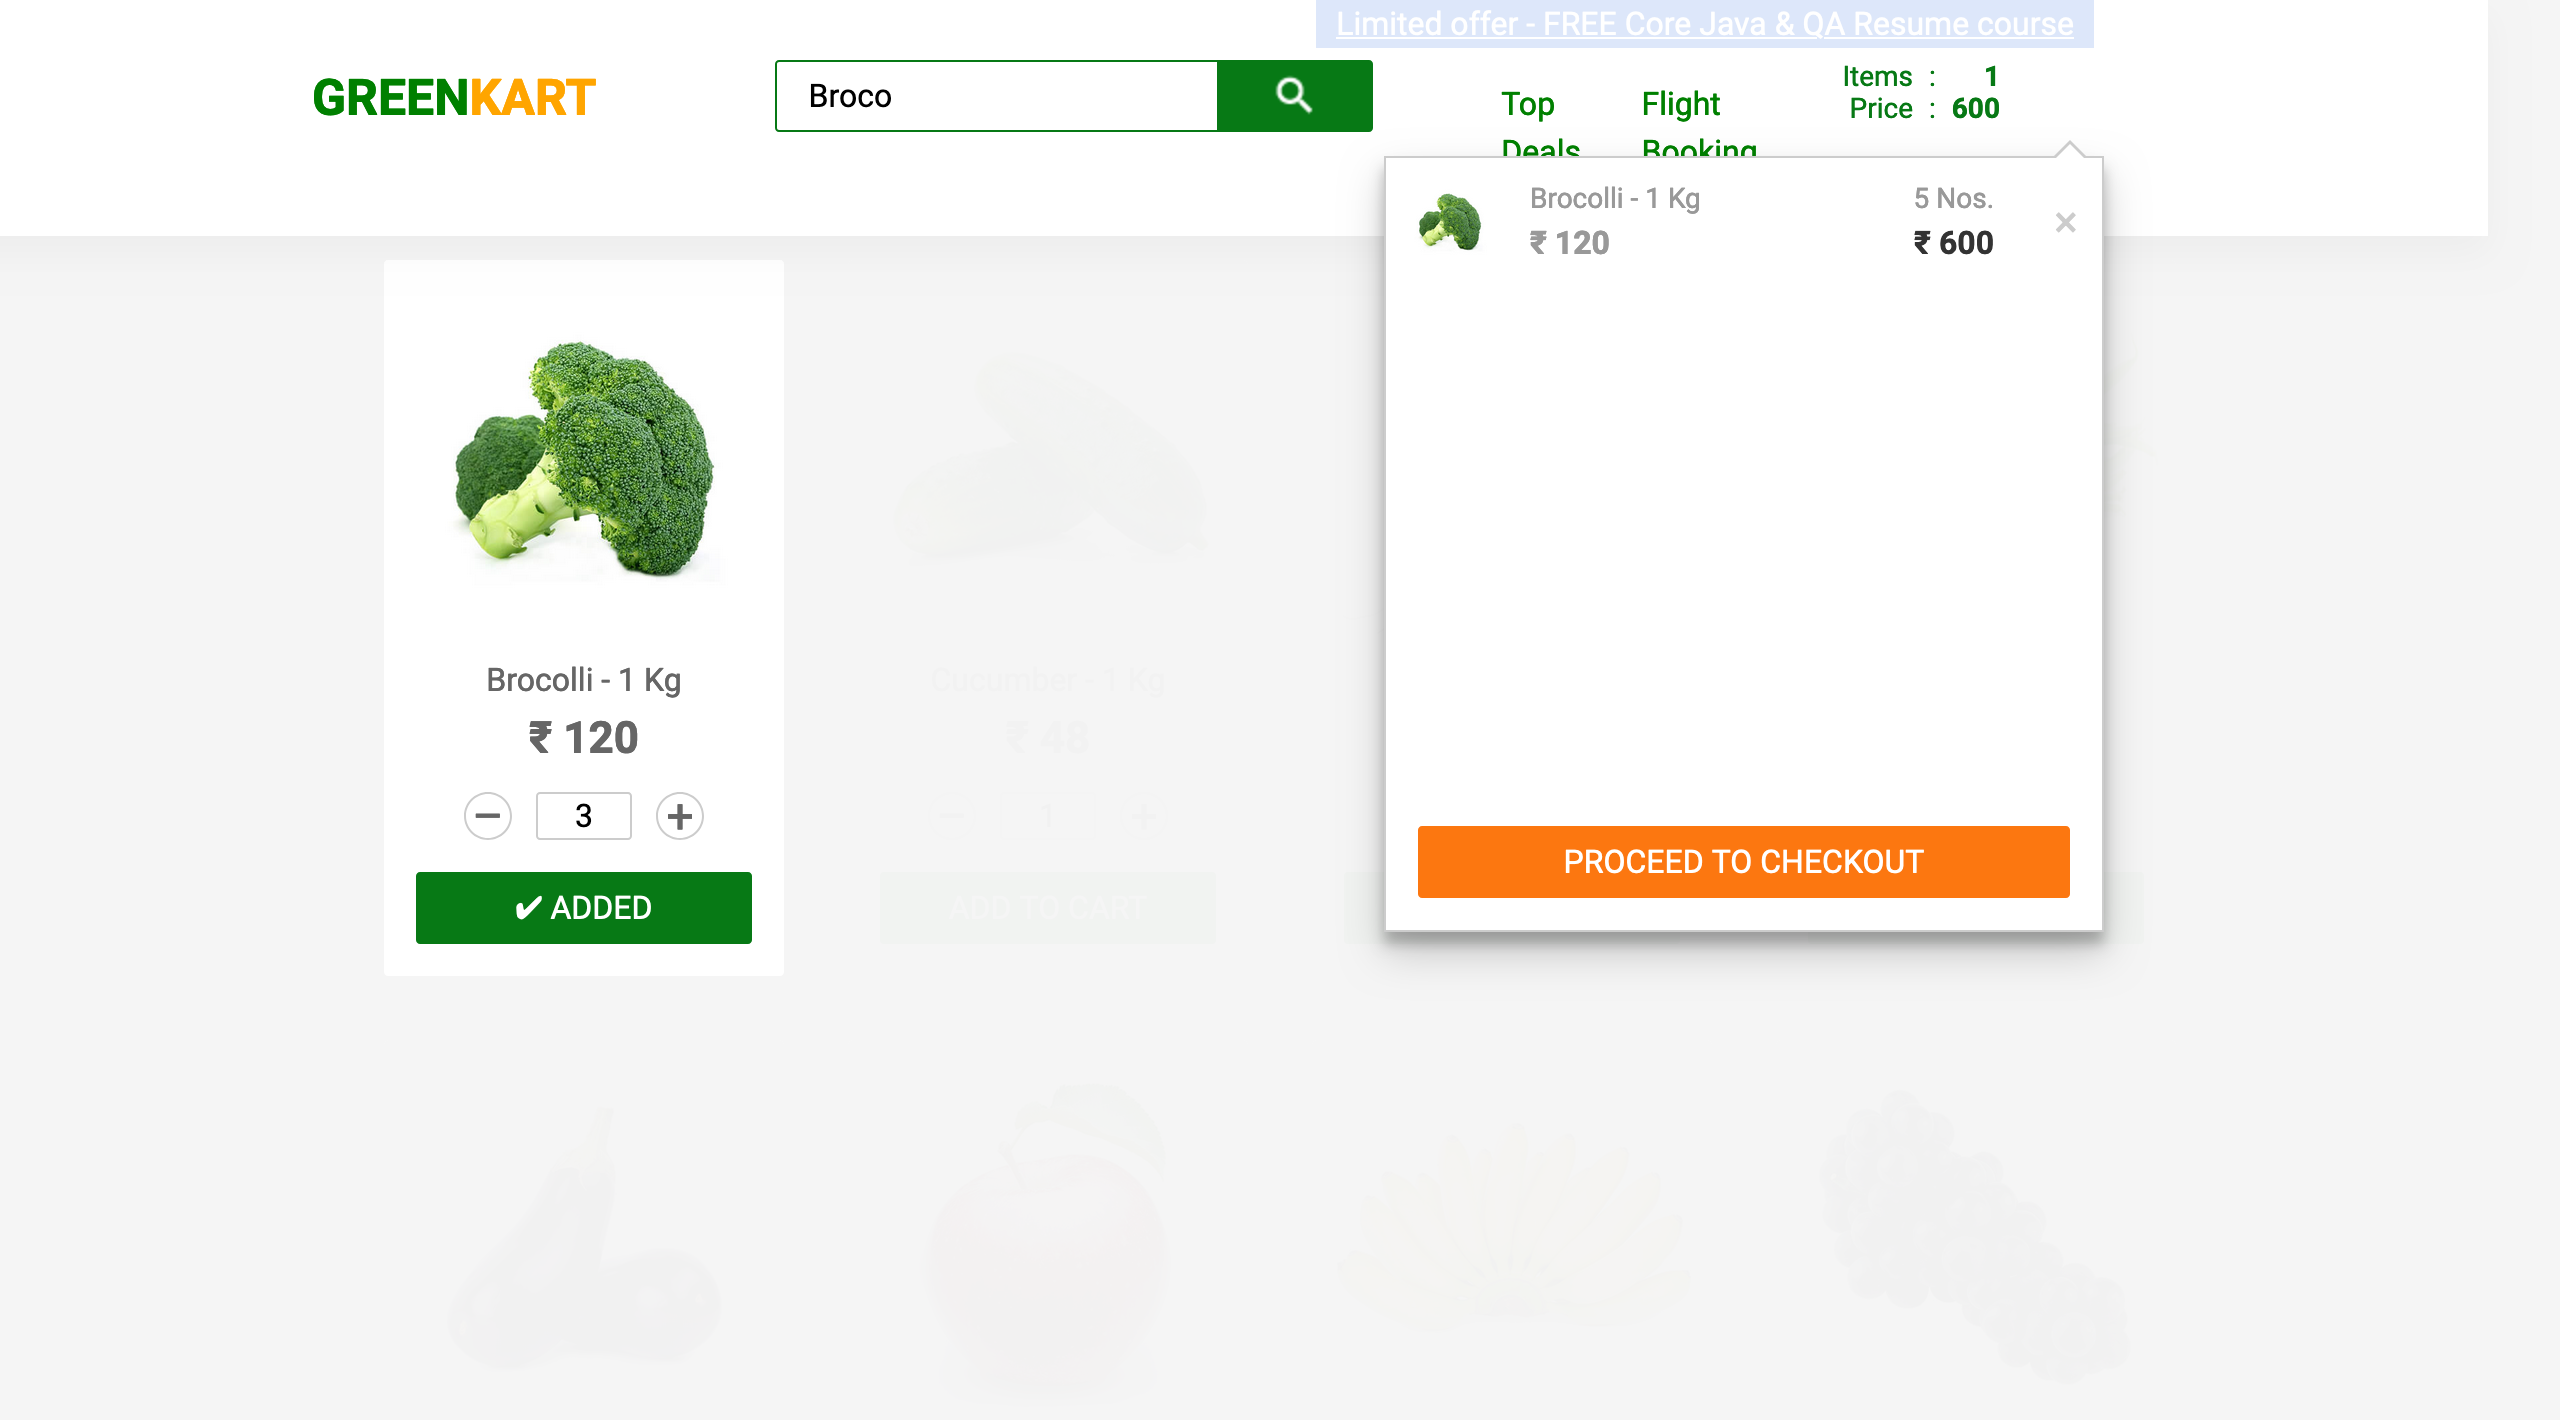 Limited offer - FREE Core Java & QA Resume course
GREENKART
Broco
Top
Deals
Flight
Booking
Items : 1
Price : 600
Brocolli - 1 Kg
₹ 120
5 Nos.
₹ 600
×
PROCEED TO CHECKOUT
Brocolli - 1 Kg
₹ 120
− 3 +
✔ ADDED
Cucumber - 1 Kg
₹ 48
− 1 +
ADD TO CART